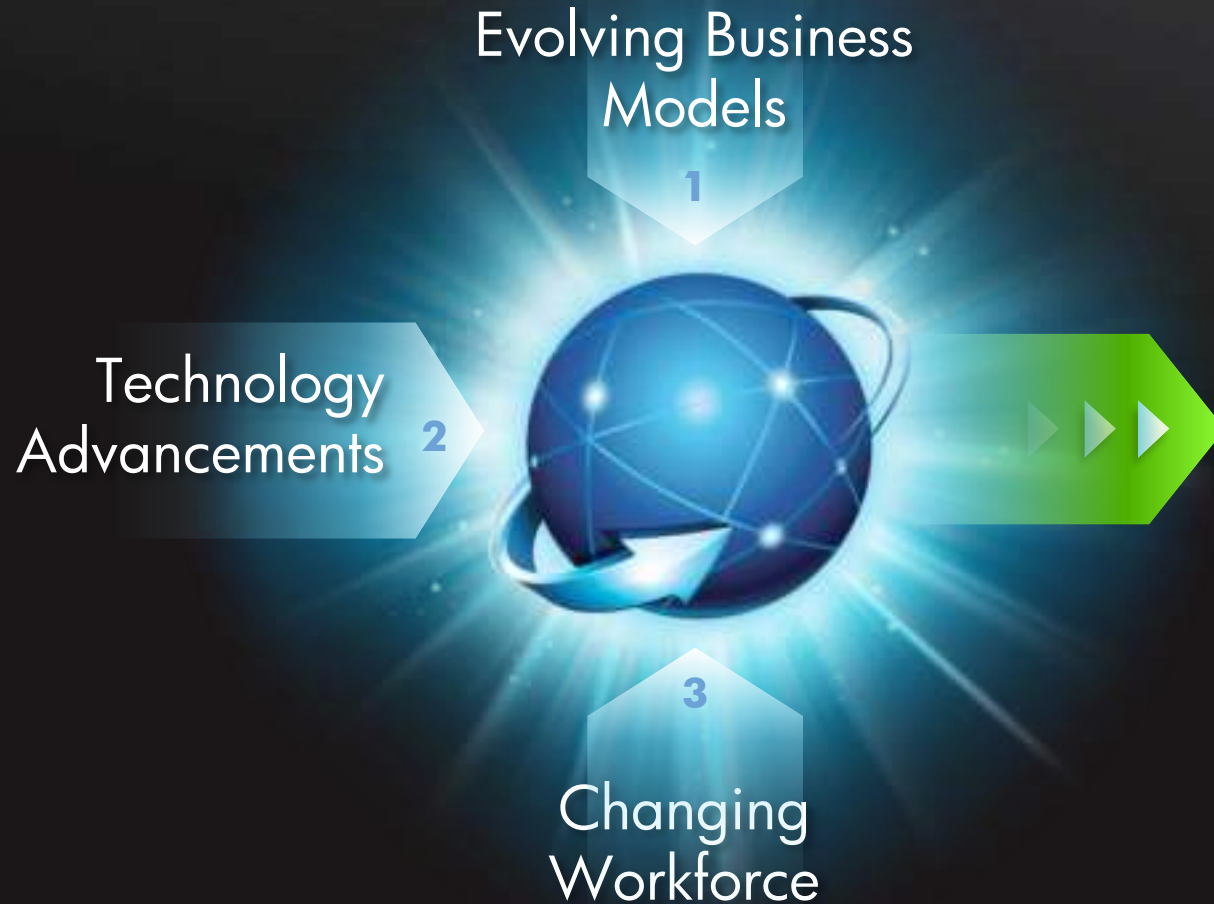 Evolving Business
Models
1
Technology
Advancements
2
3
Changing
Workforce